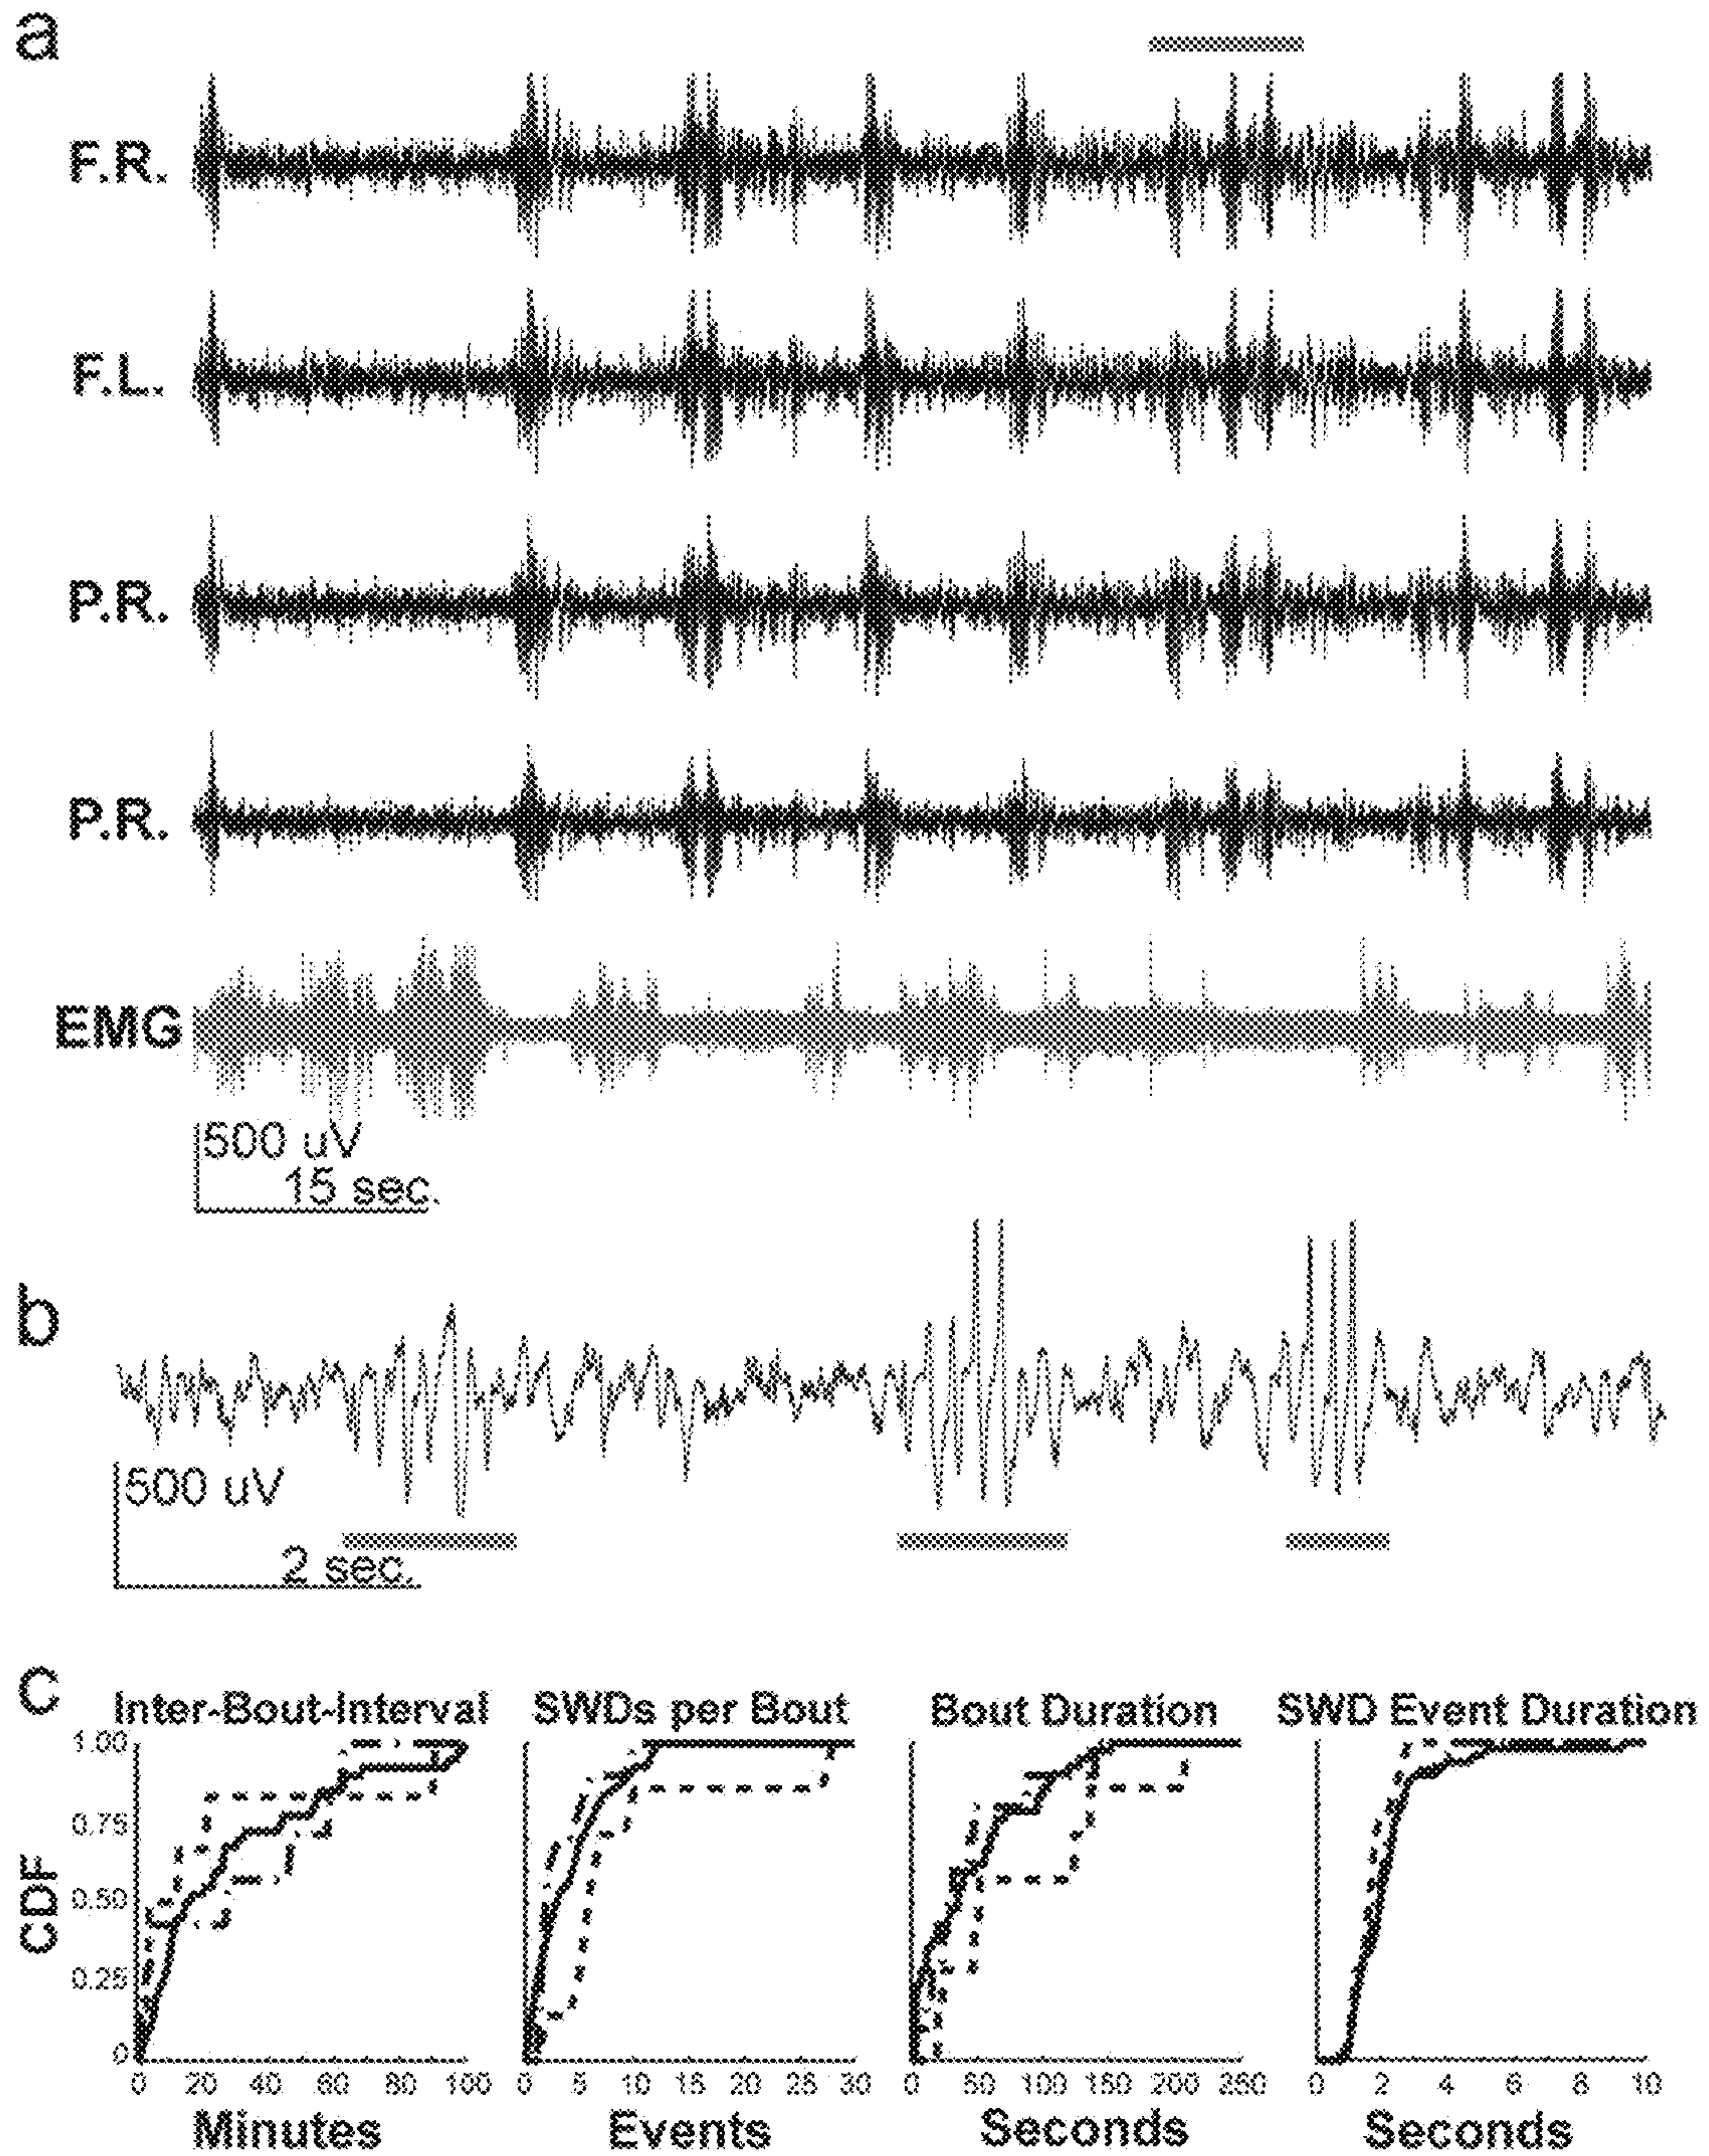 a
F.R.
F.L.
P.R.
P.R.
EMG
500 uV
15 sec.
b
500 uV
2 sec.
c
Inter-Bout-Interval SWDs per Bout Bout Duration SWD Event Duration
1.00
0.75
0.50
0.25
0
CDF
0 20 40 60 80 100 0 5 10 15 20 25 30 0 50 100 150 200 250 0 2 4 6 8 10
Minutes Events Seconds Seconds